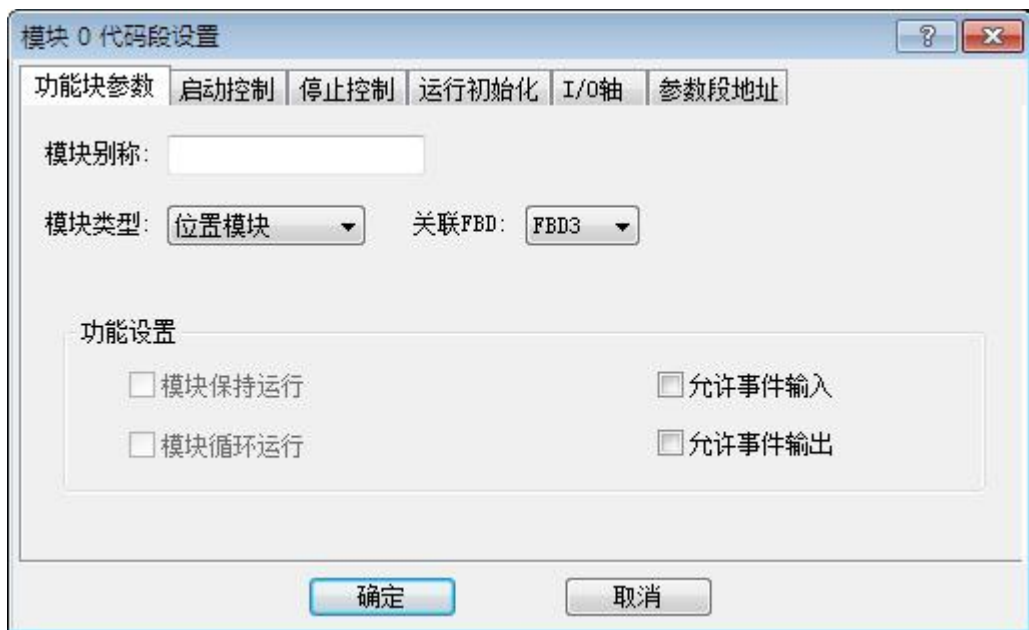 模块 0 代码段设置
功能块参数 启动控制 停止控制 运行初始化 I/O轴 参数段地址
模块别称:
模块类型: 位置模块 关联FBD: FBD3
功能设置
模块保持运行 允许事件输入
模块循环运行 允许事件输出
确定 取消